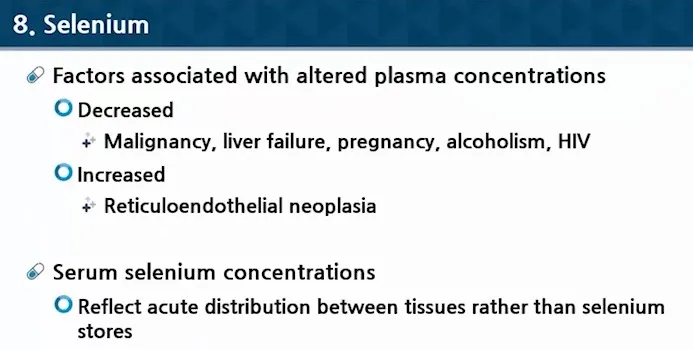 8. Selenium
Factors associated with altered plasma concentrations
Decreased
Malignancy, liver failure, pregnancy, alcoholism, HIV
Increased
Reticuloendothelial neoplasia
Serum selenium concentrations
Reflect acute distribution between tissues rather than selenium
stores